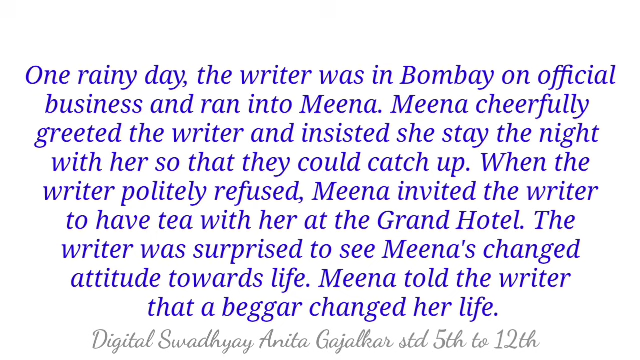 One rainy day, the writer was in Bombay on official
business and ran into Meena. Meena cheerfully
greeted the writer and insisted she stay the night
with her so that they could catch up. When the
writer politely refused, Meena invited the writer
to have tea with her at the Grand Hotel. The
writer was surprised to see Meena's changed
attitude towards life. Meena told the writer
that a beggar changed her life.
Digital Swadhyay Anita Gajalkar std 5th to 12th